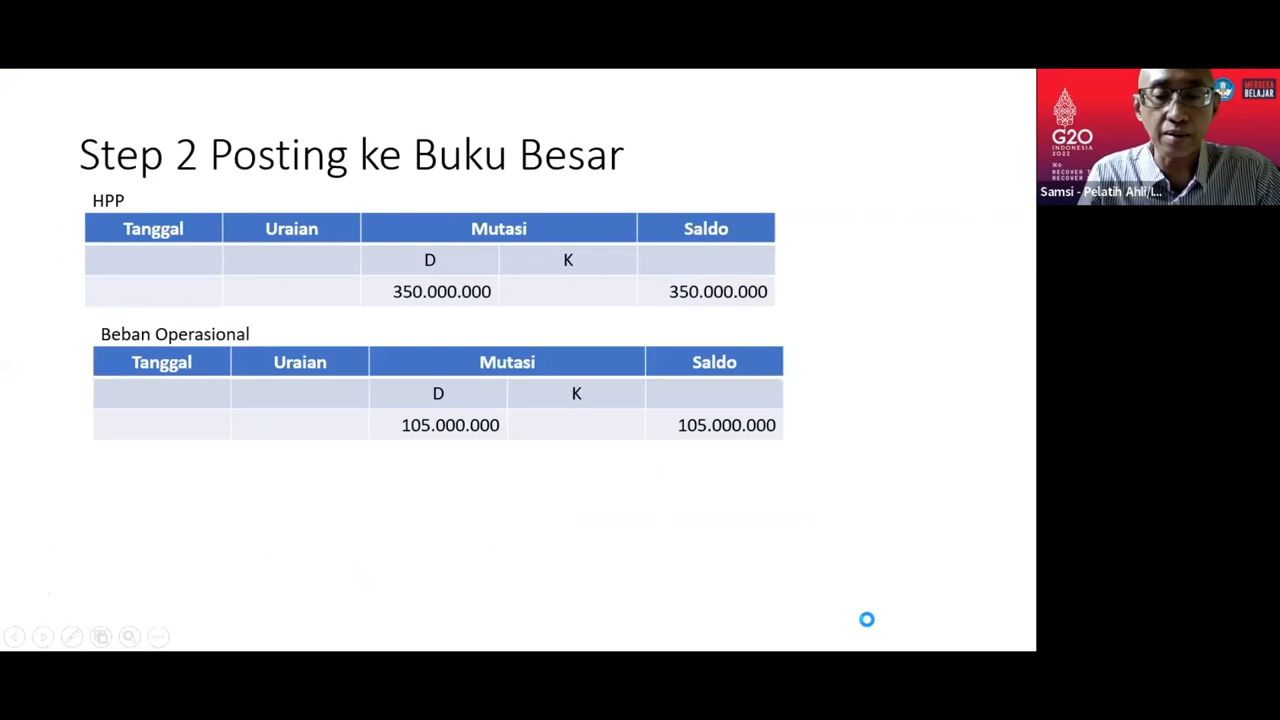 Step 2 Posting ke Buku Besar
HPP
Tanggal Uraian Mutasi Saldo
D K
350.000.000 350.000.000
Beban Operasional
Tanggal Uraian Mutasi Saldo
D K
105.000.000 105.000.000
MERDEKA
BELAJAR
G20
INDONESIA
2022
RECOVER T
RECOVER
Samsi - Pelatih Ahli/I...